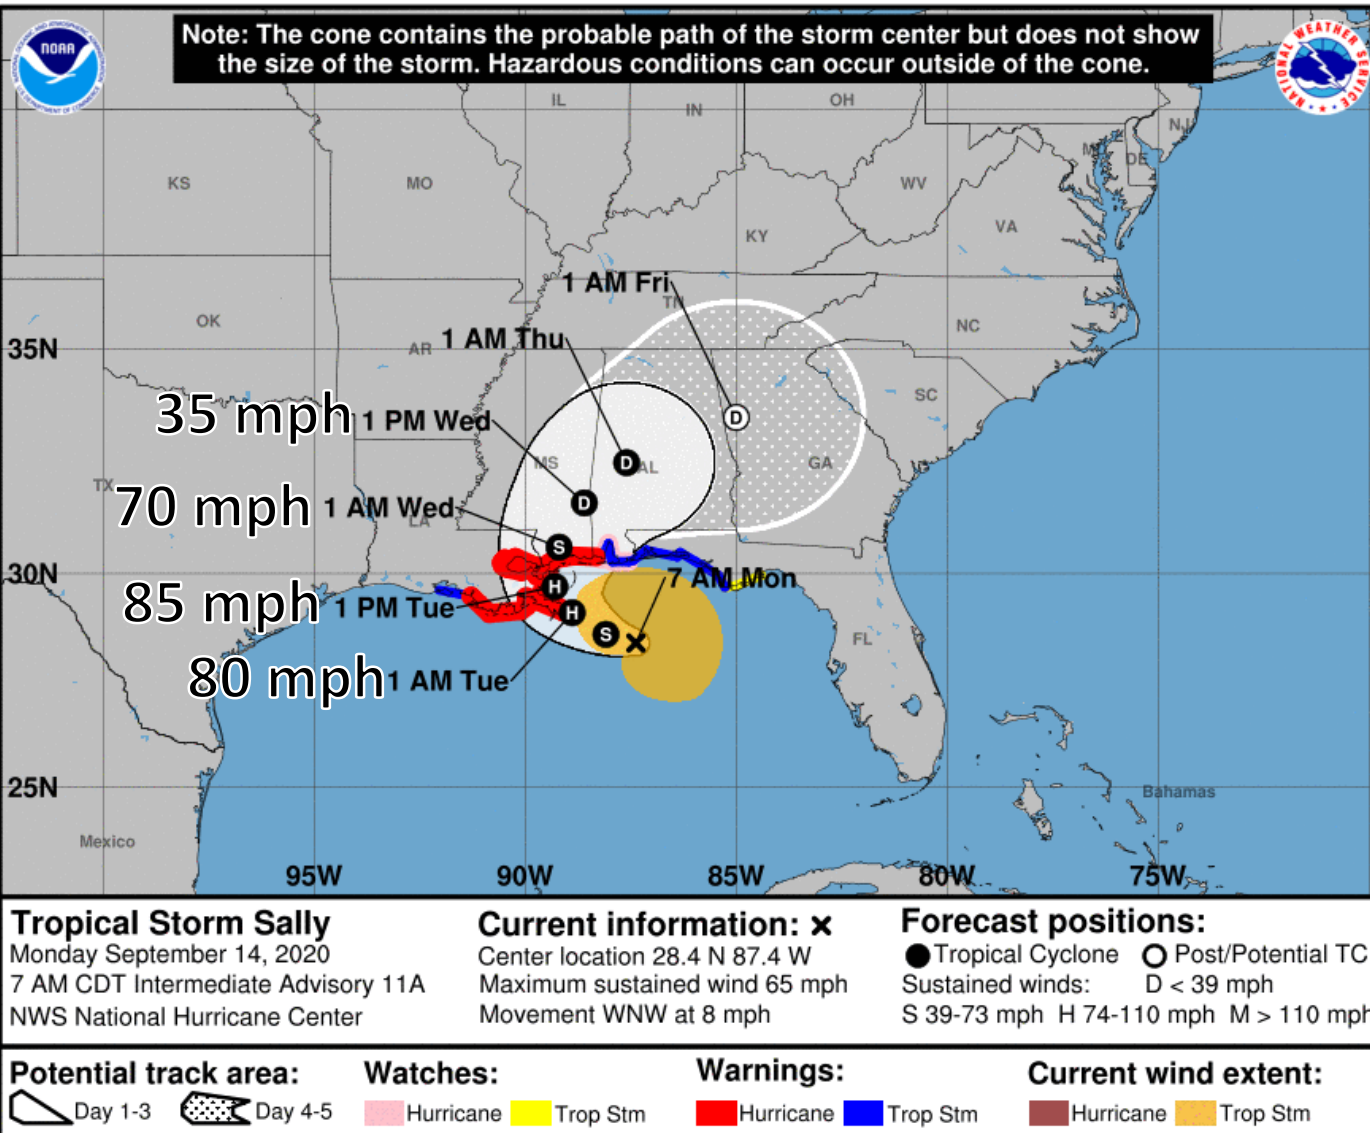 Note: The cone contains the probable path of the storm center but does not show
the size of the storm. Hazardous conditions can occur outside of the cone.
NOAA
NATIONAL WEATHER SERVICE
IL
IN
OH
NJ
DE
KS
MO
WV
VA
KY
1 AM Fri
TN
OK
NC
1 AM Thu
35N
AR
SC
35 mph
1 PM Wed
D
MS
D
AL
GA
TX
70 mph
1 AM Wed
LA
D
S
30N
7 AM Mon
H
85 mph
1 PM Tue
H
S
FL
80 mph
1 AM Tue
25N
Bahamas
Mexico
95W
90W
85W
80W
75W
Tropical Storm Sally
Monday September 14, 2020
7 AM CDT Intermediate Advisory 11A
NWS National Hurricane Center
Current information:
Center location 28.4 N 87.4 W
Maximum sustained wind 65 mph
Movement WNW at 8 mph
Forecast positions:
Tropical Cyclone
Post/Potential TC
Sustained winds: D < 39 mph
S 39-73 mph H 74-110 mph M > 110 mph
Potential track area:
Day 1-3
Day 4-5
Watches:
Hurricane
Trop Stm
Warnings:
Hurricane
Trop Stm
Current wind extent:
Hurricane
Trop Stm